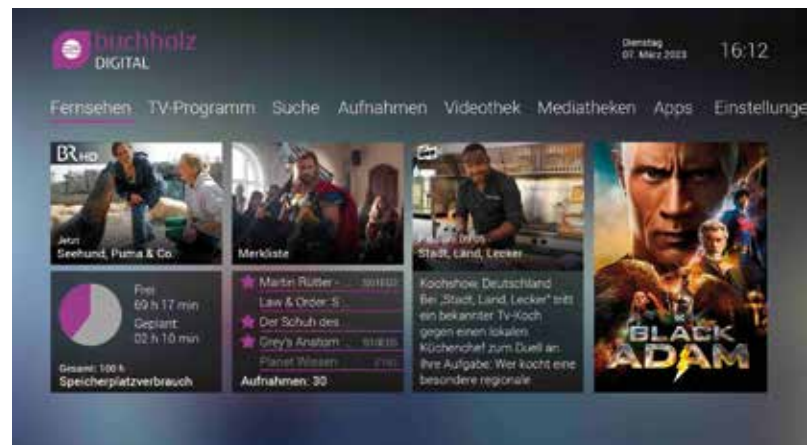 buchholz
DIGITAL
Dienstag
07. März 2023
16:12
Fernsehen TV-Programm Suche Aufnahmen Videothek Mediatheken Apps Einstellunge
BR HD
Jetzt
Seehund, Puma & Co.
Merkliste
Stadt, Land, Lecker
Frei:
69 h 17 min
Geplant:
02 h 10 min
Gesamt: 100 h
Speicherplatzverbrauch
Martin Rütter -
Law & Order: S
Der Schuh des
Grey's Anatom
Planet Wissen
Aufnahmen: 30
Kochshow, Deutschland
Bei „Stadt, Land, Lecker" tritt
ein bekannter Tv-Koch
gegen einen lokalen
Küchenchef zum Duell an.
Ihre Aufgabe: Wer kocht eine
besondere regionale
BLACK
ADAM